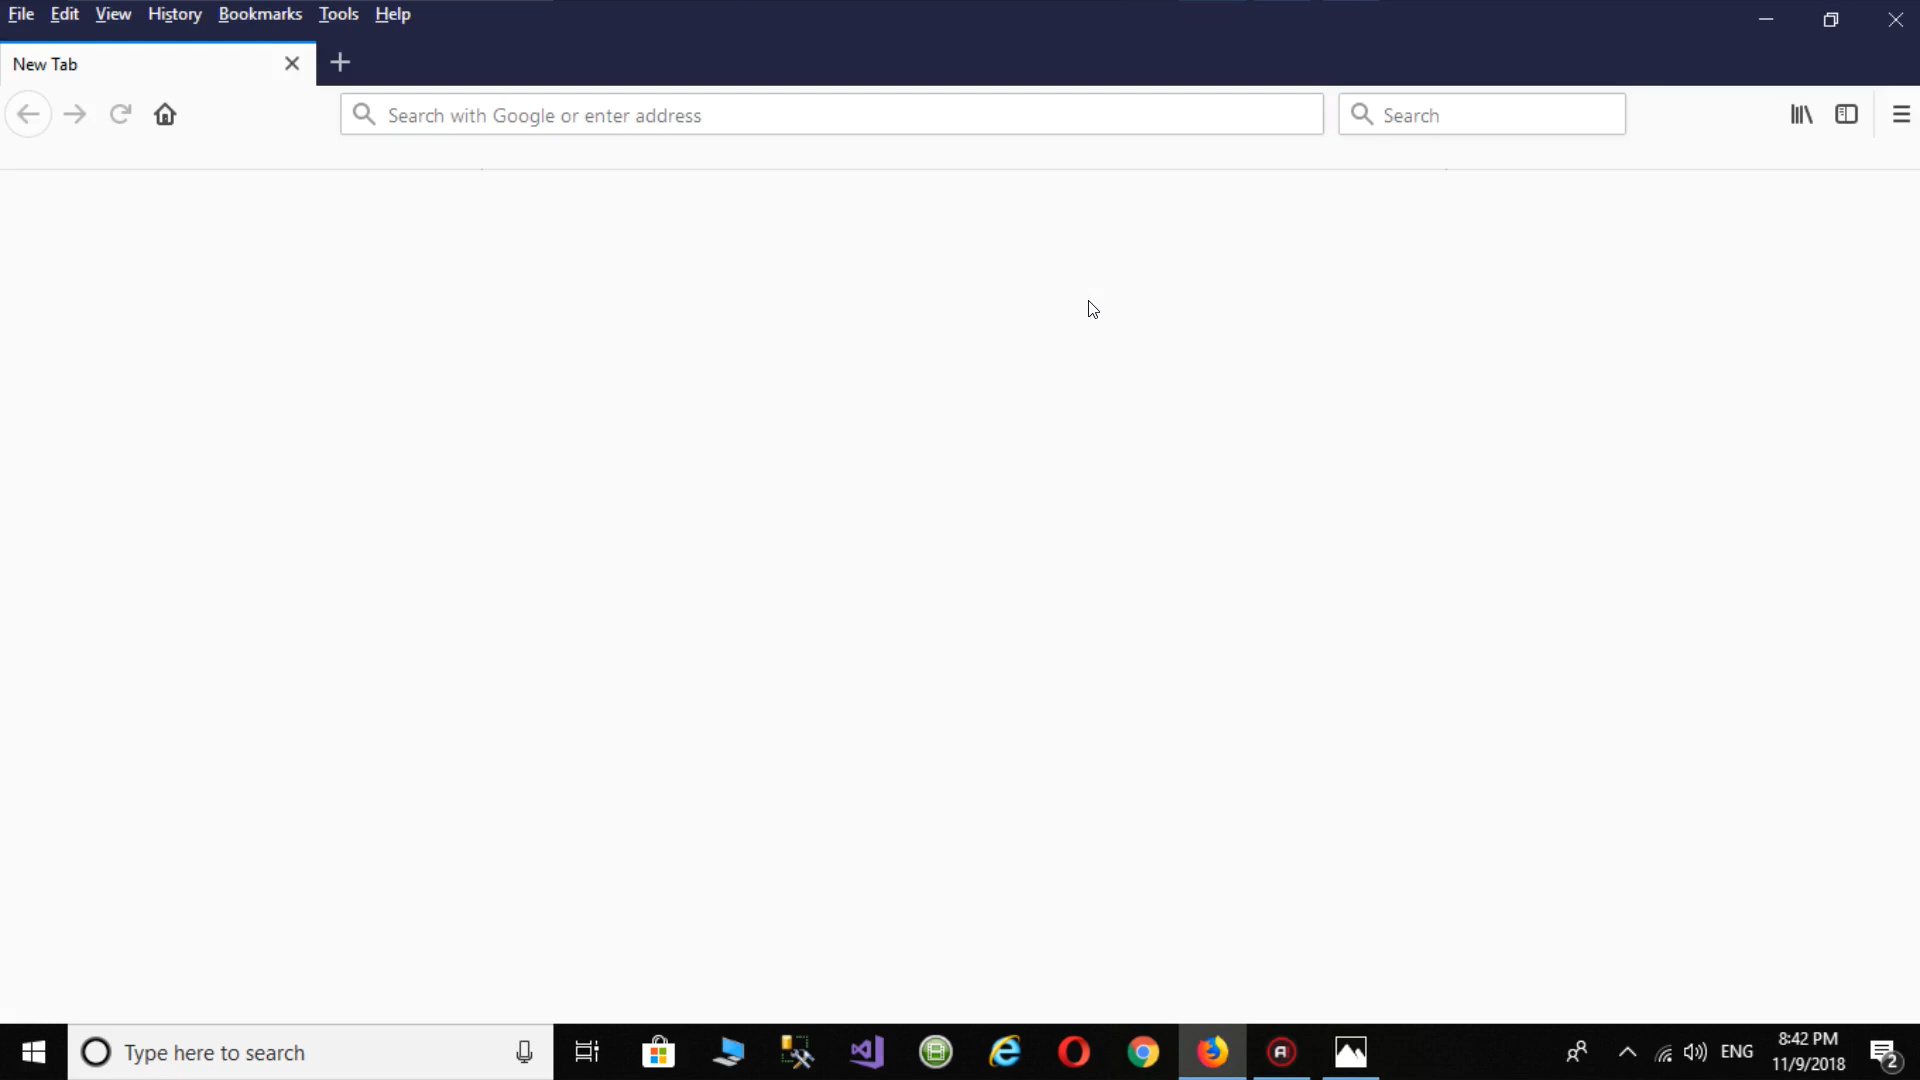 File Edit View History Bookmarks Tools Help
New Tab
Search with Google or enter address
Search
Type here to search
ENG
8:42 PM
11/9/2018
2